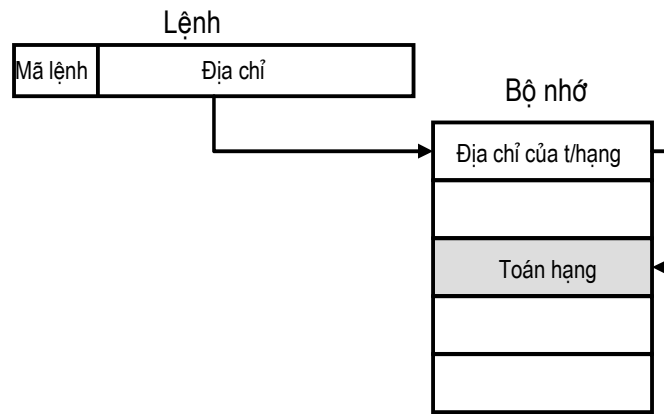 Lệnh
Mã lệnh
Địa chỉ
Bộ nhớ
Địa chỉ của t/hạng
Toán hạng